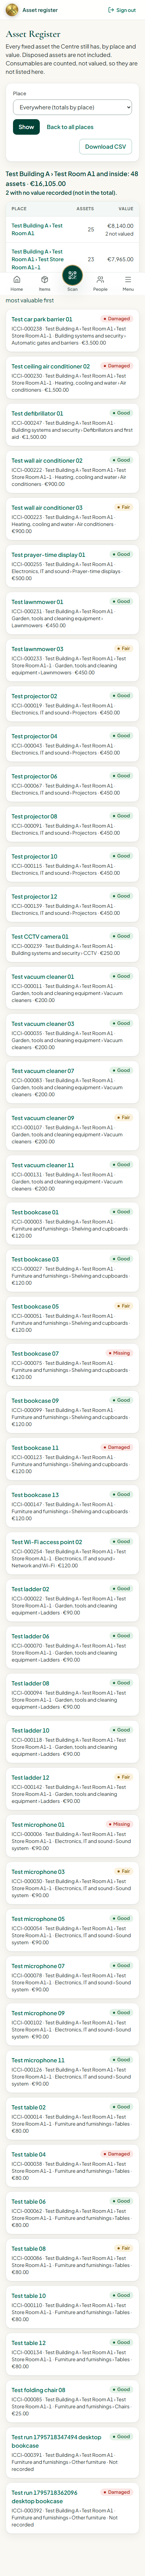 Asset register
Sign out
Asset Register
Every fixed asset the Centre still has, by place and by value. Disposed assets are not included. Consumables are counted, not valued, so they are not listed here.
Place
Everywhere (totals by place)
Show
Back to all places
Download CSV
Test Building A › Test Room A1 and inside: 48 assets · €16,105.00
2 with no value recorded (not in the total).
PLACE ASSETS VALUE
Test Building A › Test Room A1 25 €8,140.00 2 not valued
Test Building A › Test Room A1 › Test Store Room A1-1 23 €7,965.00
Home
Items
Scan
People
Menu
most valuable first
Test car park barrier 01 Damaged
ICC-000238 · Test Building A › Test Store Room A1-1 · Building systems and security › Automatic gates and barriers · €3,300.00
Test ceiling air conditioner 02 Damaged
ICC-000230 · Test Building A › Test Room A1 › Test Store Room A1-1 · Heating, cooling and water › Air conditioners · €1,500.00
Test defibrillator 01 Good
ICC-000247 · Test Building A › Test Room A1 · Building systems and security › Defibrillators and first aid · €1,500.00
Test wall air conditioner 02 Good
ICC-000222 · Test Building A › Test Room A1 › Test Store Room A1-1 · Heating, cooling and water › Air conditioners · €900.00
Test wall air conditioner 03 Fair
ICC-000223 · Test Building A › Test Room A1 · Heating, cooling and water › Air conditioners · €900.00
Test prayer-time display 01 Good
ICC-000255 · Test Building A › Test Room A1 · Electronics, IT and sound › Prayer-time displays · €500.00
Test lawnmower 01 Good
ICC-000231 · Test Building A › Test Room A1 · Garden, tools and cleaning equipment › Lawnmowers · €450.00
Test lawnmower 03 Fair
ICC-000233 · Test Building A › Test Room A1 › Test Store Room A1-1 · Garden, tools and cleaning equipment › Lawnmowers · €450.00
Test projector 02 Good
ICC-000019 · Test Building A › Test Room A1 · Electronics, IT and sound › Projectors · €450.00
Test projector 04 Good
ICC-000043 · Test Building A › Test Room A1 · Electronics, IT and sound › Projectors · €450.00
Test projector 06 Good
ICC-000067 · Test Building A › Test Room A1 · Electronics, IT and sound › Projectors · €450.00
Test projector 08 Good
ICC-000091 · Test Building A › Test Room A1 · Electronics, IT and sound › Projectors · €450.00
Test projector 10 Good
ICC-000115 · Test Building A › Test Room A1 · Electronics, IT and sound › Projectors · €450.00
Test projector 12 Good
ICC-000139 · Test Building A › Test Room A1 · Electronics, IT and sound › Projectors · €450.00
Test CCTV camera 01 Good
ICC-000239 · Test Building A › Test Room A1 · Building systems and security › CCTV · €250.00
Test vacuum cleaner 01 Good
ICC-000011 · Test Building A › Test Room A1 · Garden, tools and cleaning equipment › Vacuum cleaners · €200.00
Test vacuum cleaner 03 Good
ICC-000035 · Test Building A › Test Room A1 · Garden, tools and cleaning equipment › Vacuum cleaners · €200.00
Test vacuum cleaner 07 Good
ICC-000083 · Test Building A › Test Room A1 · Garden, tools and cleaning equipment › Vacuum cleaners · €200.00
Test vacuum cleaner 09 Fair
ICC-000107 · Test Building A › Test Room A1 · Garden, tools and cleaning equipment › Vacuum cleaners · €200.00
Test vacuum cleaner 11 Good
ICC-000131 · Test Building A › Test Room A1 · Garden, tools and cleaning equipment › Vacuum cleaners · €200.00
Test bookcase 01 Good
ICC-000003 · Test Building A › Test Room A1 · Furniture and furnishings › Shelving and cupboards · €120.00
Test bookcase 03 Good
ICC-000027 · Test Building A › Test Room A1 · Furniture and furnishings › Shelving and cupboards · €120.00
Test bookcase 05 Fair
ICC-000051 · Test Building A › Test Room A1 · Furniture and furnishings › Shelving and cupboards · €120.00
Test bookcase 07 Missing
ICC-000075 · Test Building A › Test Room A1 · Furniture and furnishings › Shelving and cupboards · €120.00
Test bookcase 09 Good
ICC-000099 · Test Building A › Test Room A1 · Furniture and furnishings › Shelving and cupboards · €120.00
Test bookcase 11 Damaged
ICC-000123 · Test Building A › Test Room A1 · Furniture and furnishings › Shelving and cupboards · €120.00
Test bookcase 13 Good
ICC-000147 · Test Building A › Test Room A1 · Furniture and furnishings › Shelving and cupboards · €120.00
Test Wi-Fi access point 02 Good
ICC-000254 · Test Building A › Test Room A1 › Test Store Room A1-1 · Electronics, IT and sound › Network and Wi-Fi · €120.00
Test ladder 02 Good
ICC-000022 · Test Building A › Test Room A1 › Test Store Room A1-1 · Garden, tools and cleaning equipment › Ladders · €90.00
Test ladder 06 Good
ICC-000070 · Test Building A › Test Room A1 › Test Store Room A1-1 · Garden, tools and cleaning equipment › Ladders · €90.00
Test ladder 08 Good
ICC-000094 · Test Building A › Test Room A1 › Test Store Room A1-1 · Garden, tools and cleaning equipment › Ladders · €90.00
Test ladder 10 Good
ICC-000118 · Test Building A › Test Room A1 › Test Store Room A1-1 · Garden, tools and cleaning equipment › Ladders · €90.00
Test ladder 12 Fair
ICC-000142 · Test Building A › Test Room A1 › Test Store Room A1-1 · Garden, tools and cleaning equipment › Ladders · €90.00
Test microphone 01 Missing
ICC-000006 · Test Building A › Test Room A1 › Test Store Room A1-1 · Electronics, IT and sound › Sound system · €90.00
Test microphone 03 Fair
ICC-000030 · Test Building A › Test Room A1 › Test Store Room A1-1 · Electronics, IT and sound › Sound system · €90.00
Test microphone 05 Good
ICC-000054 · Test Building A › Test Room A1 › Test Store Room A1-1 · Electronics, IT and sound › Sound system · €90.00
Test microphone 07 Good
ICC-000078 · Test Building A › Test Room A1 › Test Store Room A1-1 · Electronics, IT and sound › Sound system · €90.00
Test microphone 09 Good
ICC-000102 · Test Building A › Test Room A1 › Test Store Room A1-1 · Electronics, IT and sound › Sound system · €90.00
Test microphone 11 Good
ICC-000126 · Test Building A › Test Room A1 › Test Store Room A1-1 · Electronics, IT and sound › Sound system · €90.00
Test table 02 Good
ICC-000014 · Test Building A › Test Room A1 › Test Store Room A1-1 · Furniture and furnishings › Tables · €80.00
Test table 04 Damaged
ICC-000038 · Test Building A › Test Room A1 › Test Store Room A1-1 · Furniture and furnishings › Tables · €80.00
Test table 06 Good
ICC-000062 · Test Building A › Test Room A1 › Test Store Room A1-1 · Furniture and furnishings › Tables · €80.00
Test table 08 Fair
ICC-000086 · Test Building A › Test Room A1 › Test Store Room A1-1 · Furniture and furnishings › Tables · €80.00
Test table 10 Good
ICC-000110 · Test Building A › Test Room A1 › Test Store Room A1-1 · Furniture and furnishings › Tables · €80.00
Test table 12 Good
ICC-000134 · Test Building A › Test Room A1 › Test Store Room A1-1 · Furniture and furnishings › Tables · €80.00
Test folding chair 08 Good
ICC-000085 · Test Building A › Test Room A1 › Test Store Room A1-1 · Furniture and furnishings › Chairs · €25.00
Test run 1795718347494 desktop bookcase Good
ICC-000391 · Test Building A › Test Room A1 · Furniture and furnishings › Other furniture · Not recorded
Test run 1795718362096 desktop bookcase Damaged
ICC-000392 · Test Building A › Test Room A1 · Furniture and furnishings › Other furniture · Not recorded